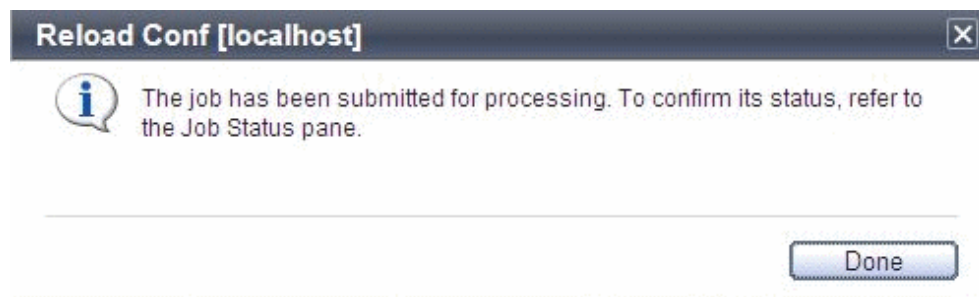 Reload Conf [localhost]
The job has been submitted for processing. To confirm its status, refer to
the Job Status pane.
Done